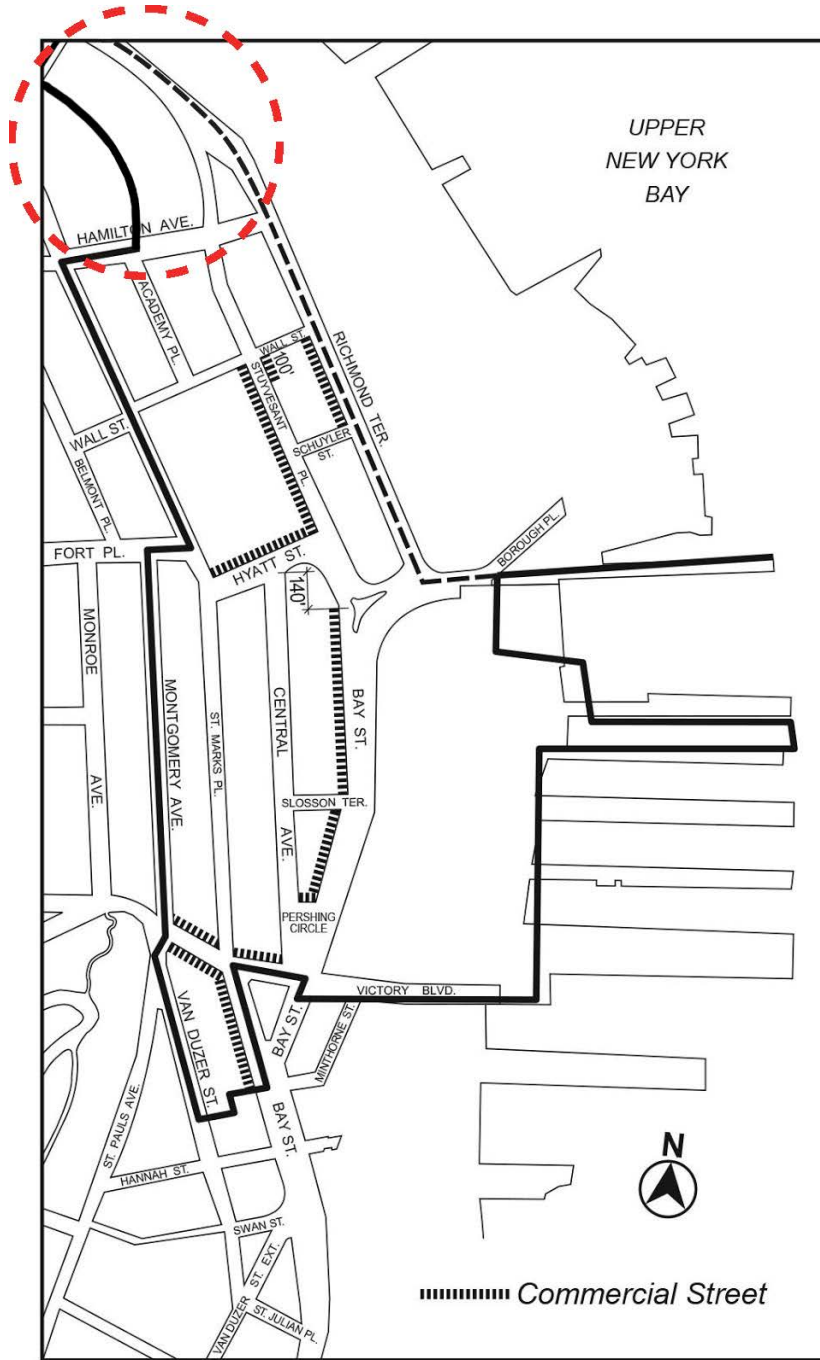 UPPER
NEW YORK
BAY
HAMILTON AVE.
ACADEMY PL.
WALL ST.
100'
STUYVESANT
PL.
RICHMOND TER.
SCHUYLER
ST.
WALL ST.
BELMONT PL.
FORT PL.
HYATT ST.
BOROUGH PL.
140'
MONROE
AVE.
MONTGOMERY AVE.
ST. MARKS PL.
CENTRAL
AVE.
BAY ST.
SLOSSON TER.
PERSHING
CIRCLE
VICTORY BLVD.
VAN DUZER ST.
BAY ST.
MINTHORNE ST.
ST. PAULS AVE.
BAY ST.
HANNAH ST.
SWAN ST.
VAN DUZER
ST. EXT.
ST. JULIAN PL.
N
Commercial Street